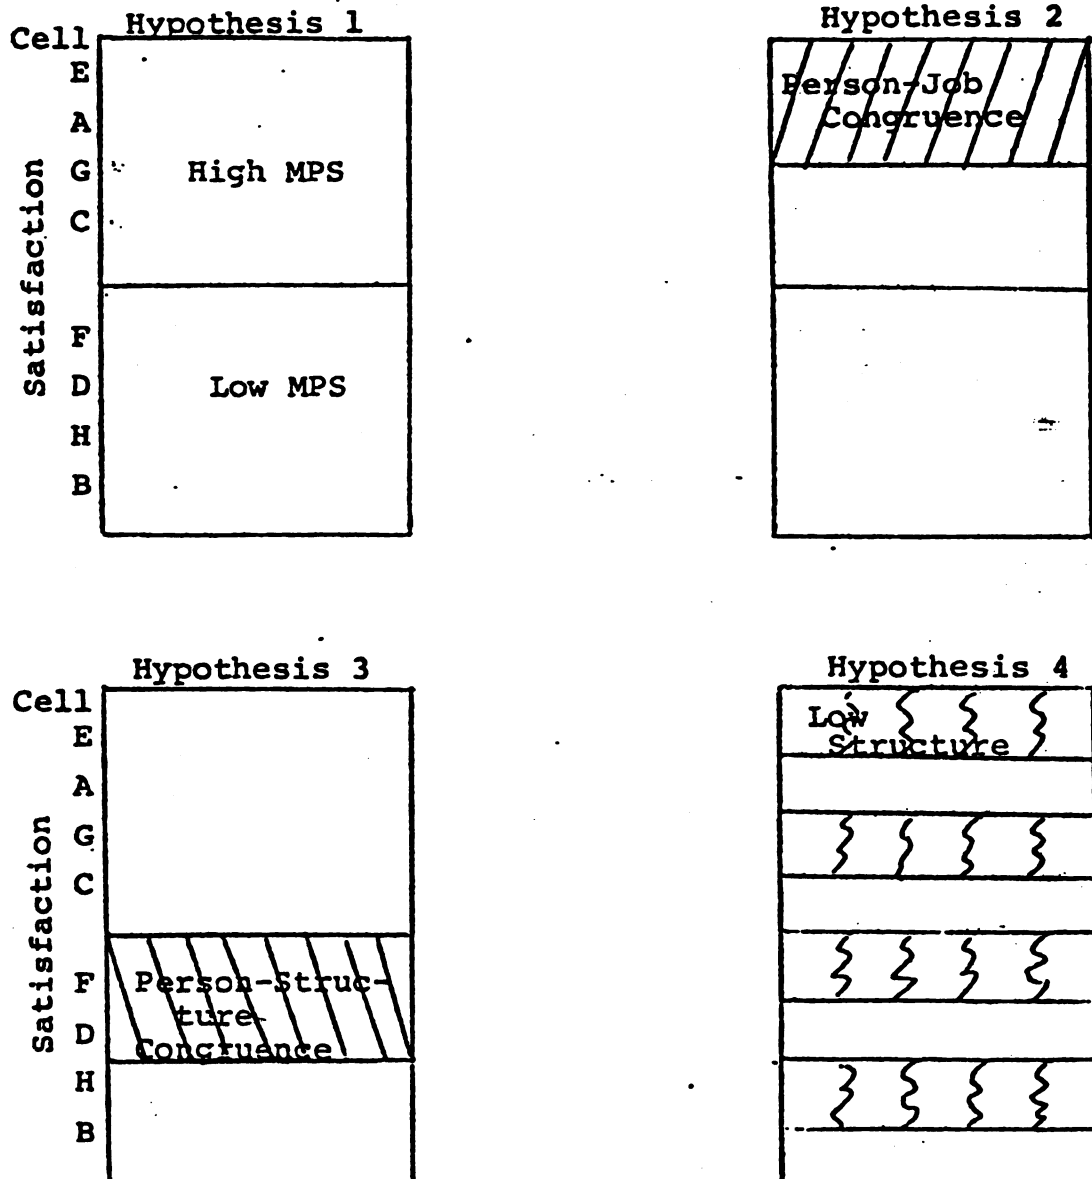 Hypothesis 1
Cell
E
A
G
C
F
D
H
B
Satisfaction
High MPS
Low MPS
Hypothesis 2
Person-Job
Congruence
Hypothesis 3
Cell
E
A
G
C
F
D
H
B
Satisfaction
Person-Struc-
ture-
Congruence
Hypothesis 4
Low
Structure